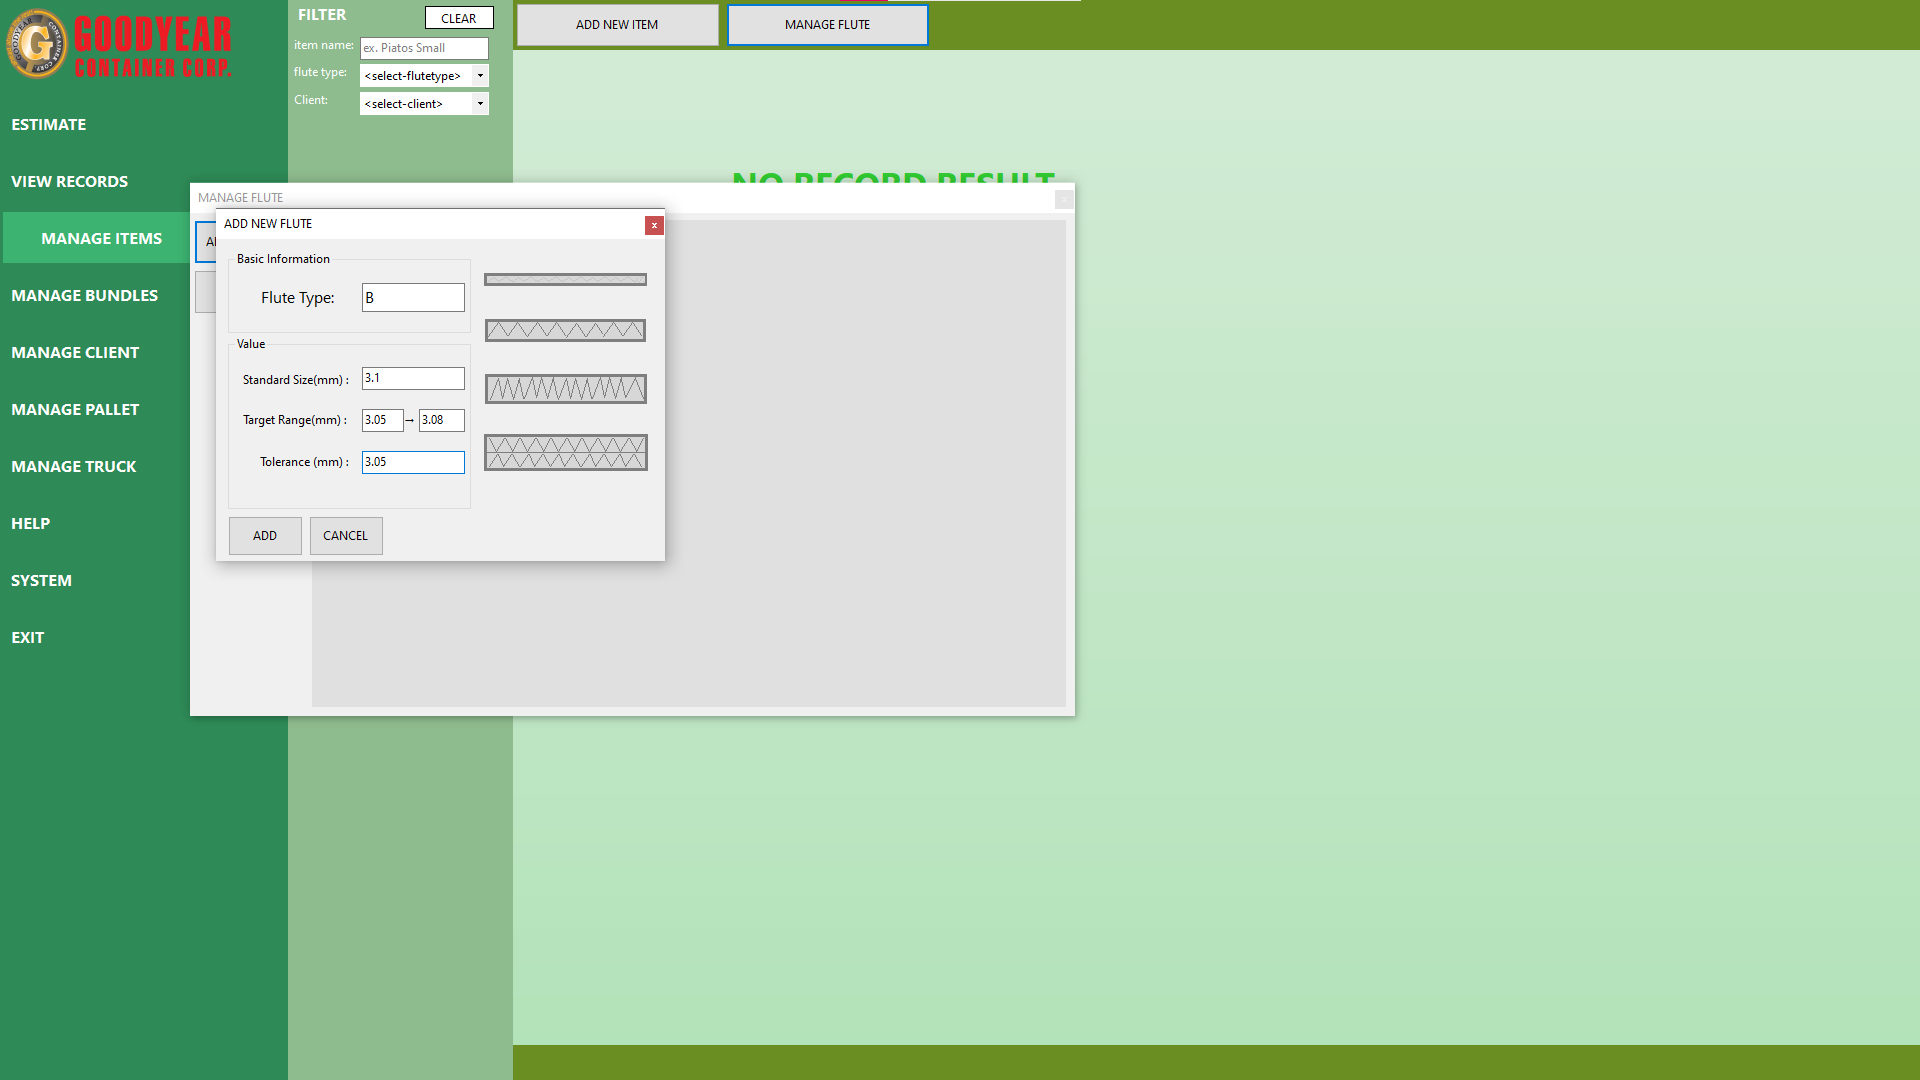 GOODYEAR
CONTAINER CORP.
ESTIMATE
VIEW RECORDS
MANAGE ITEMS
MANAGE BUNDLES
MANAGE CLIENT
MANAGE PALLET
MANAGE TRUCK
HELP
SYSTEM
EXIT
FILTER
CLEAR
item name:
ex. Piatos Small
flute type:
<select-flutetype>
Client:
<select-client>
ADD NEW ITEM
MANAGE FLUTE
NO RECORD RESULT
MANAGE FLUTE
x
ADD NEW FLUTE
x
Basic Information
Flute Type:
B
Value
Standard Size(mm) :
3.1
Target Range(mm) :
3.05 → 3.08
Tolerance (mm) :
3.05
ADD
CANCEL